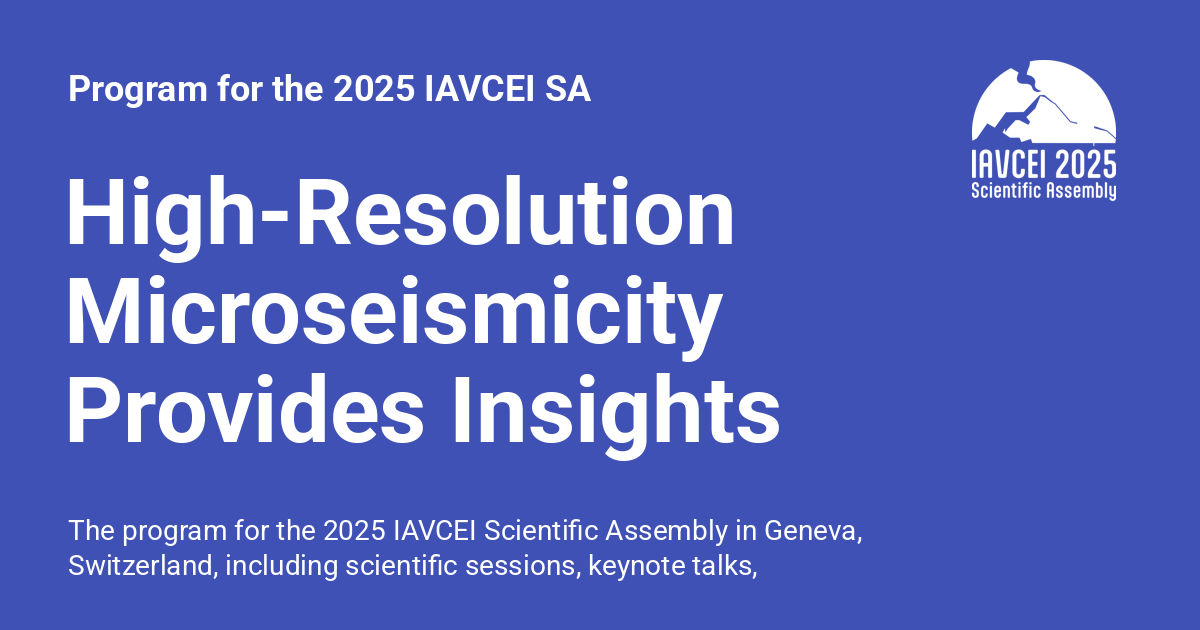 Program for the 2025 IAVCEI SA
IAVCEI 2025
Scientific Assembly
High-Resolution
Microseismicity
Provides Insights
The program for the 2025 IAVCEI Scientific Assembly in Geneva,
Switzerland, including scientific sessions, keynote talks,